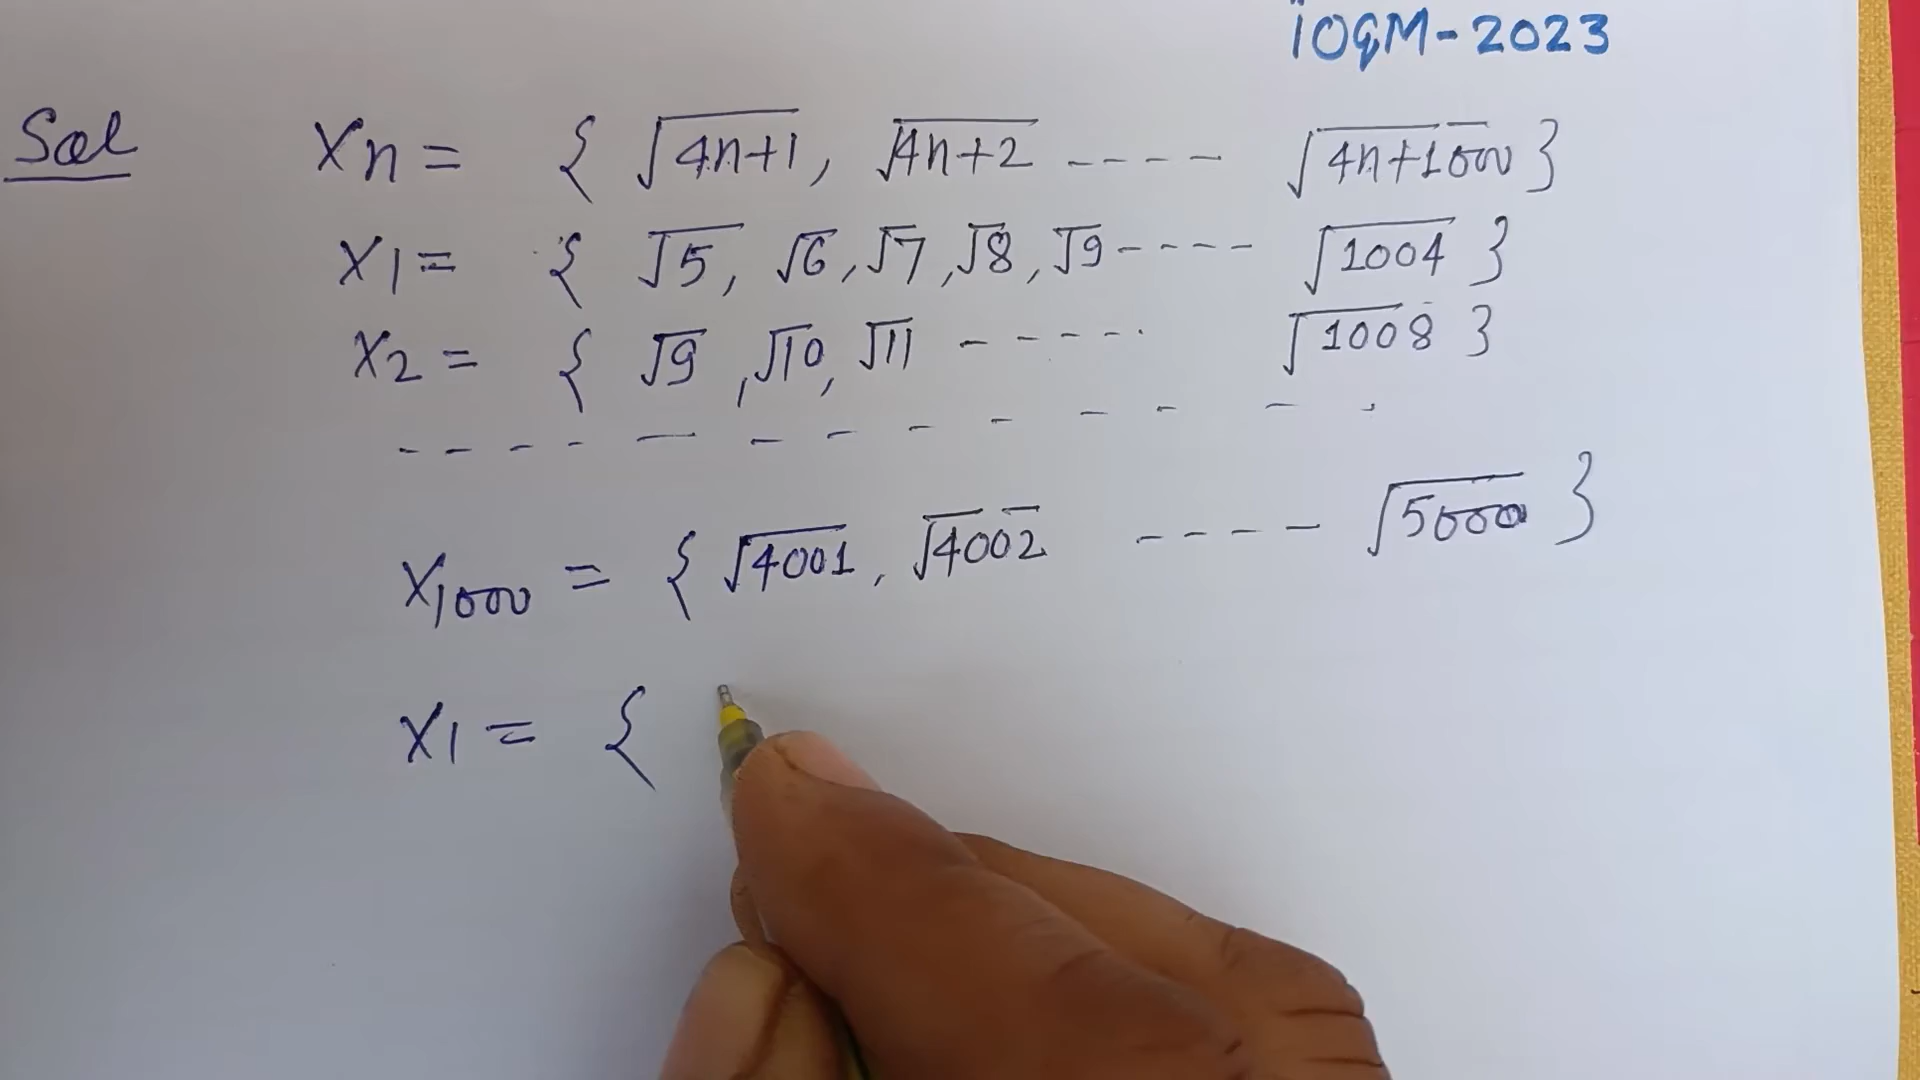 IOQM-2023
Sol Xn = { √4n+1, √4n+2 ---- √4n+1000 }
X1 = { √5, √6, √7, √8, √9 ---- √1004 }
X2 = { √9, √10, √11 ----- √1008 }
X1000 = { √4001, √4002 ---- √5000 }
X1 = {